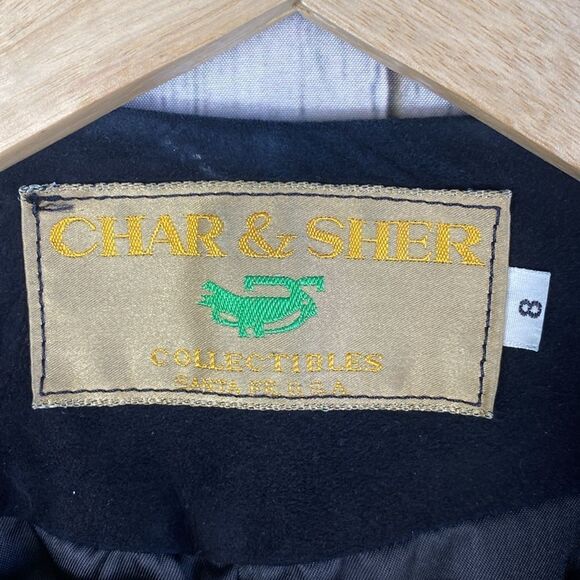 CHAR & SHER
COLLECTIBLES
SANTA FE, U.S.A.
8